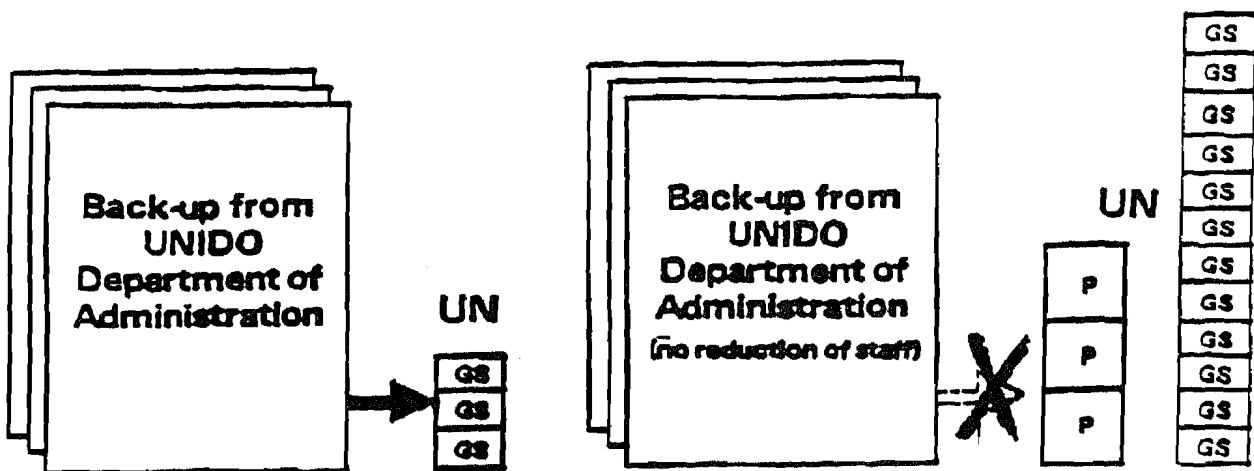 Back-up from
UNIDO
Department of
Administration
UN
GS
GS
GS
Back-up from
UNIDO
Department of
Administration
(no reduction of staff)
UN
P
P
P
GS
GS
GS
GS
GS
GS
GS
GS
GS
GS
GS
GS